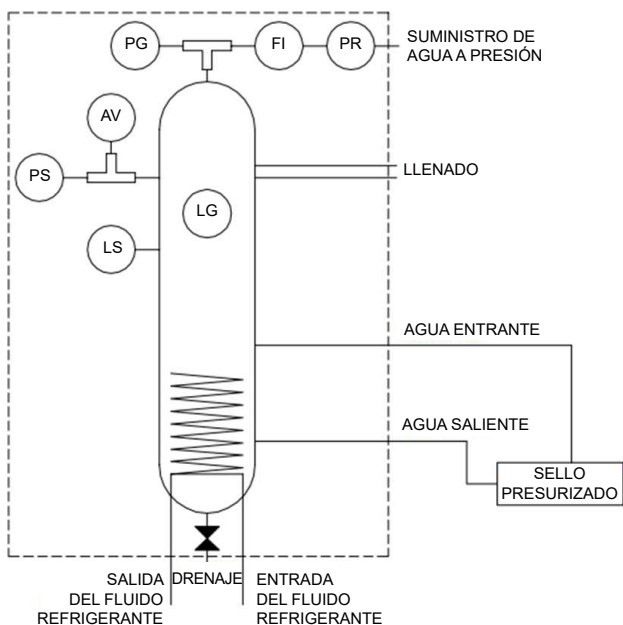 PG
FI
PR
SUMINISTRO DE
AGUA A PRESIÓN
AV
PS
LLENADO
LG
LS
AGUA ENTRANTE
AGUA SALIENTE
SELLO
PRESURIZADO
SALIDA
DEL FLUIDO
REFRIGERANTE
DRENAJE
ENTRADA
DEL FLUIDO
REFRIGERANTE